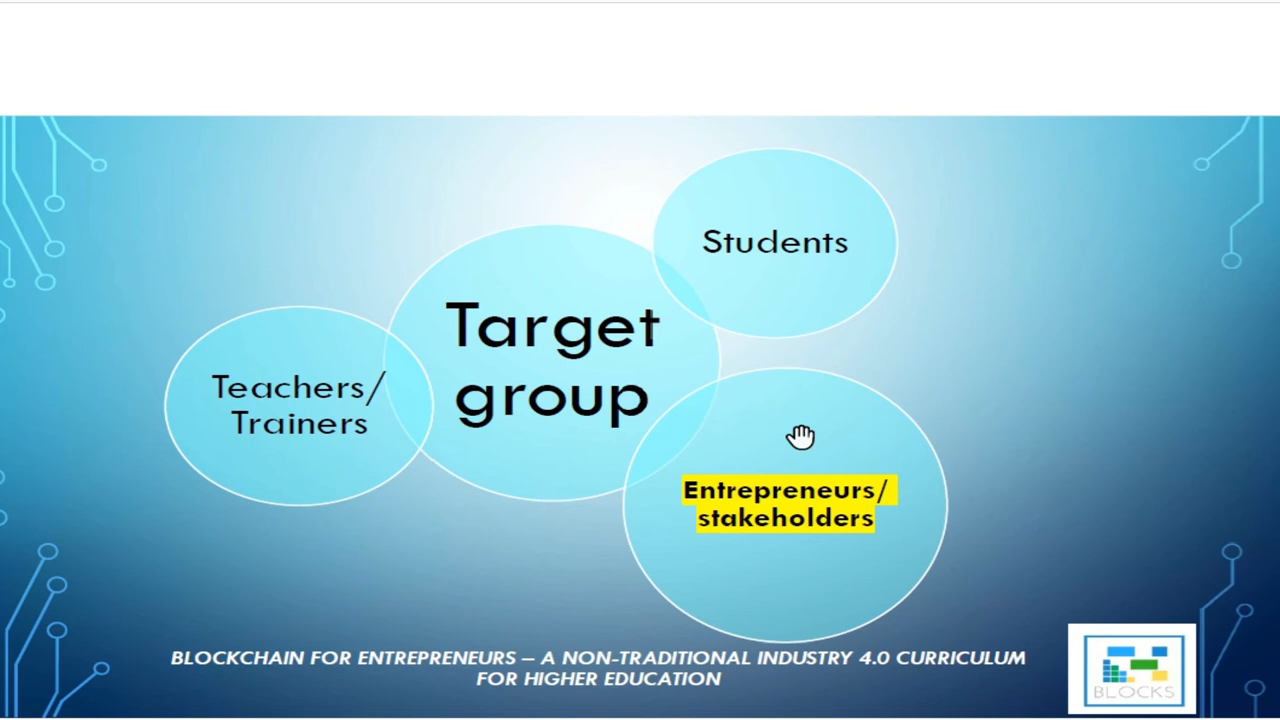 Students
Target
group
Teachers/
Trainers
Entrepreneurs/
stakeholders
BLOCKCHAIN FOR ENTREPRENEURS – A NON-TRADITIONAL INDUSTRY 4.0 CURRICULUM
FOR HIGHER EDUCATION
BLOCKS